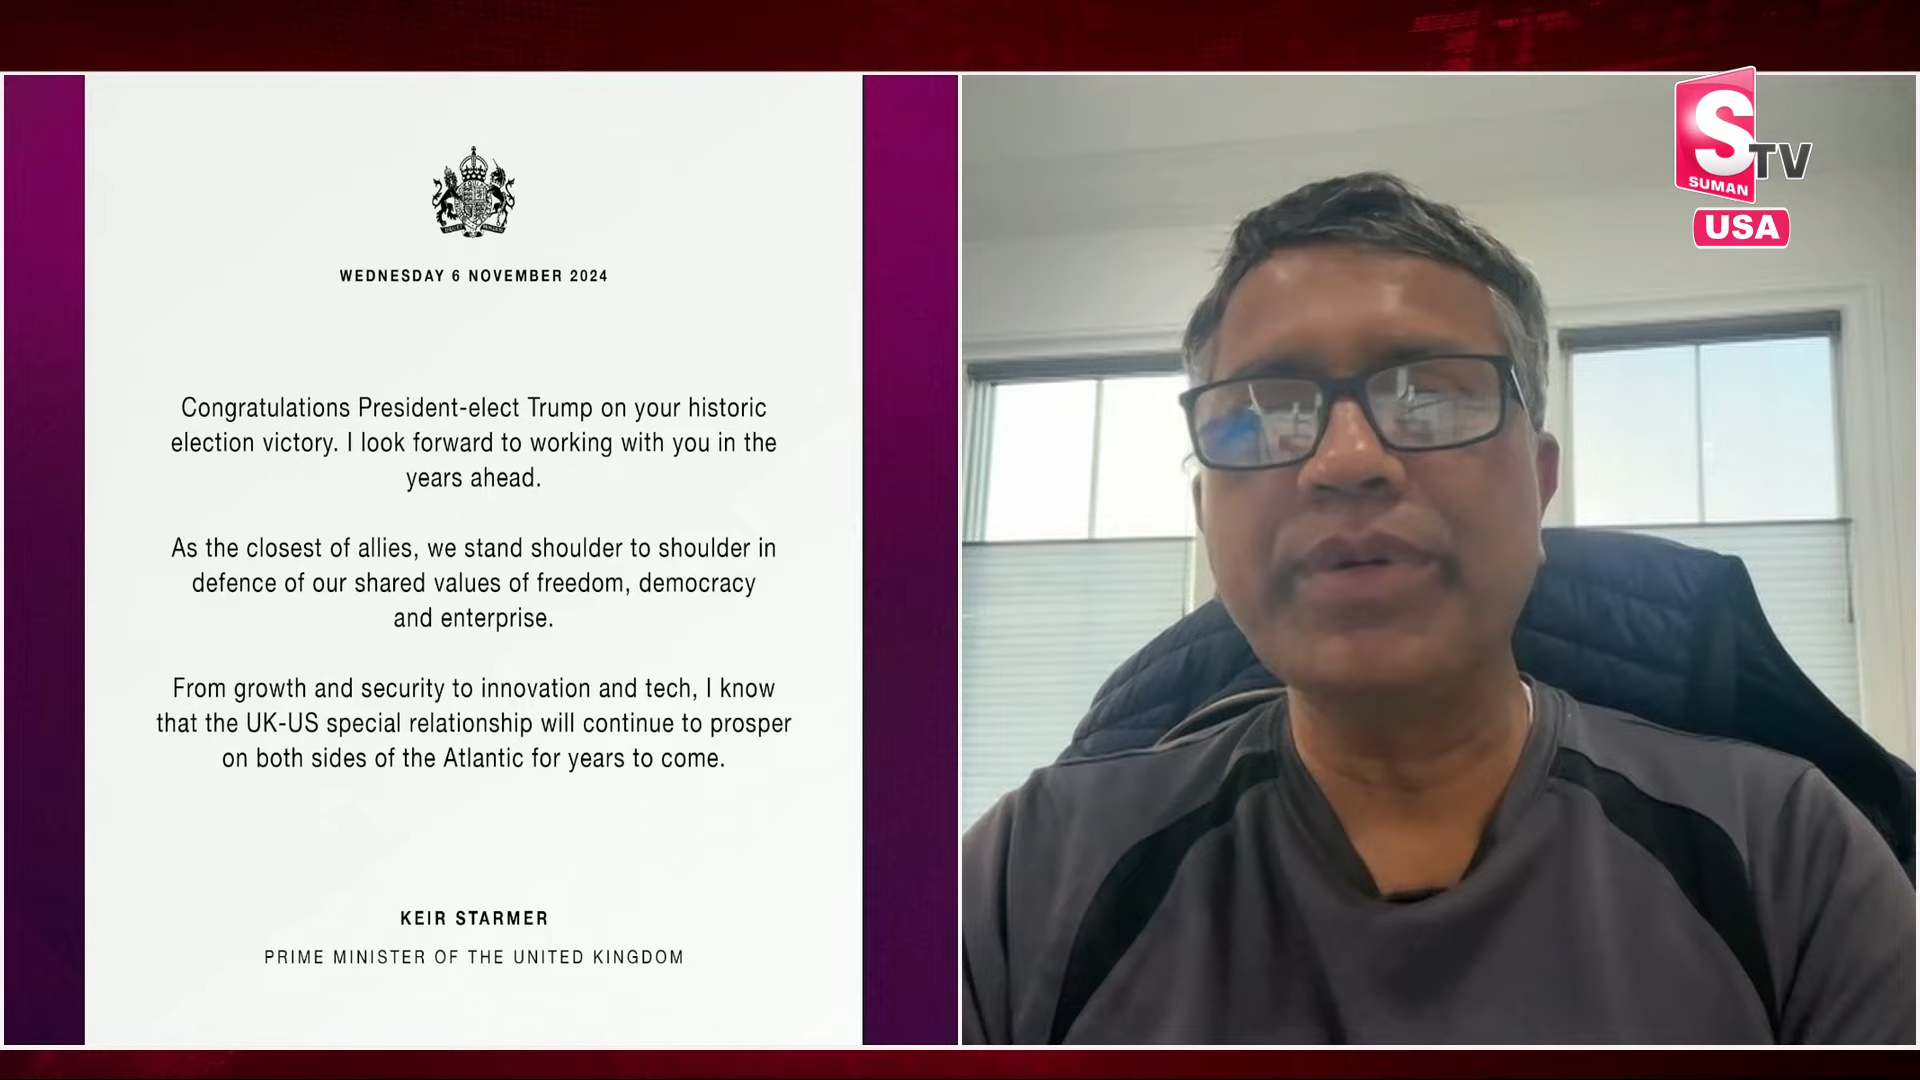 WEDNESDAY 6 NOVEMBER 2024
Congratulations President-elect Trump on your historic
election victory. I look forward to working with you in the
years ahead.
As the closest of allies, we stand shoulder to shoulder in
defence of our shared values of freedom, democracy
and enterprise.
From growth and security to innovation and tech, I know
that the UK-US special relationship will continue to prosper
on both sides of the Atlantic for years to come.
KEIR STARMER
PRIME MINISTER OF THE UNITED KINGDOM
S TV
SUMAN
USA